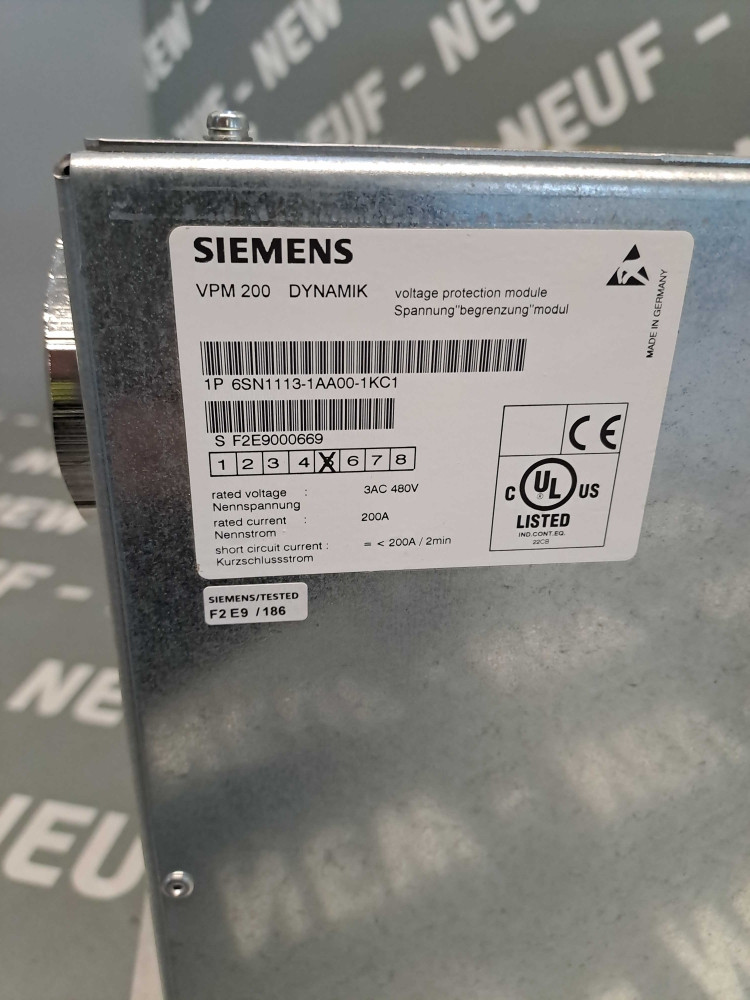 NEW - NEW -
NEUF - NEUF -
SIEMENS
VPM 200 DYNAMIK voltage protection module
Spannung"begrenzung"modul
MADE IN GERMANY
1P 6SN1113-1AA00-1KC1
S F2E9000669
1 2 3 4 5 6 7 8
rated voltage : 3AC 480V
Nennspannung
rated current : 200A
Nennstrom
short circuit current : = < 200A / 2min
Kurzschlussstrom
CE
C UL US
®
LISTED
IND.CONT.EQ.
22CB
SIEMENS/TESTED
F2 E9 /186
NEUF